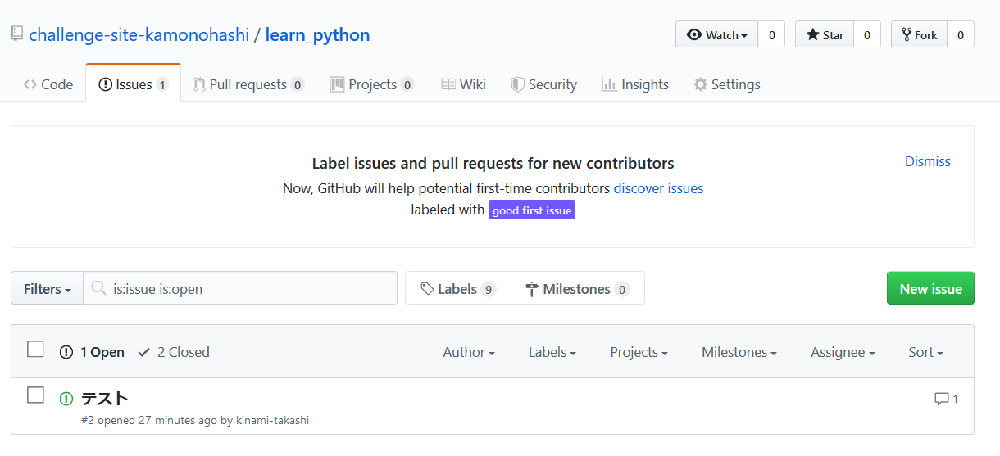 challenge-site-kamonohashi / learn_python
Watch 0 Star 0 Fork 0
Code Issues 1 Pull requests 0 Projects 0 Wiki Security Insights Settings
Label issues and pull requests for new contributors
Dismiss
Now, GitHub will help potential first-time contributors discover issues
labeled with good first issue
Filters is:issue is:open Labels 9 Milestones 0 New issue
1 Open 2 Closed Author Labels Projects Milestones Assignee Sort
テスト 1
#2 opened 27 minutes ago by kinami-takashi